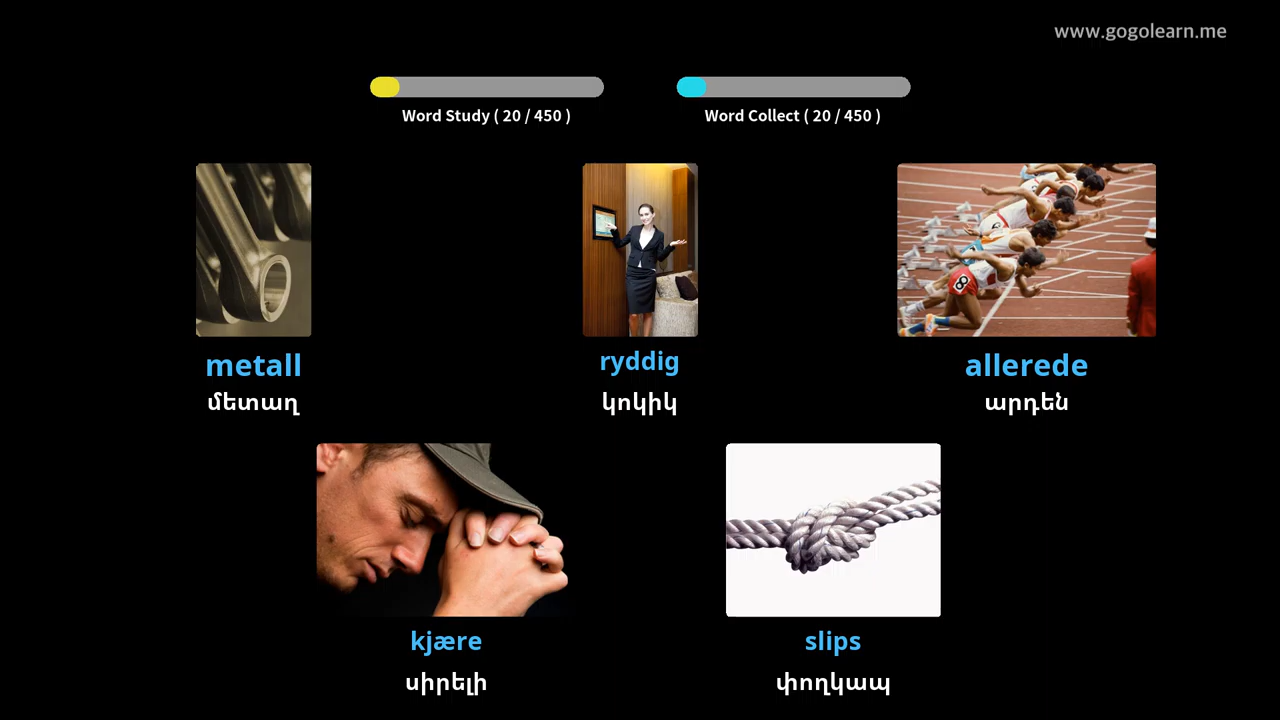 www.gogolearn.me
Word Study ( 20 / 450 )
Word Collect ( 20 / 450 )
metall
մետաղ
ryddig
կոկիկ
allerede
արդեն
kjære
սիրելի
slips
փողկապ